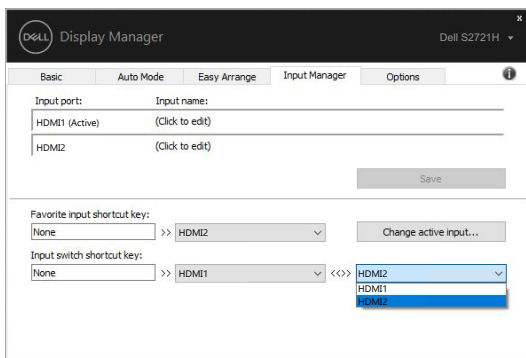 x
DELL Display Manager Dell S2721H
Basic Auto Mode Easy Arrange Input Manager Options i
Input port: Input name:
HDMI1 (Active) (Click to edit)
HDMI2 (Click to edit)
Save
Favorite input shortcut key:
None >> HDMI2 Change active input...
Input switch shortcut key:
None >> HDMI1 <<>> HDMI2
HDMI1
HDMI2